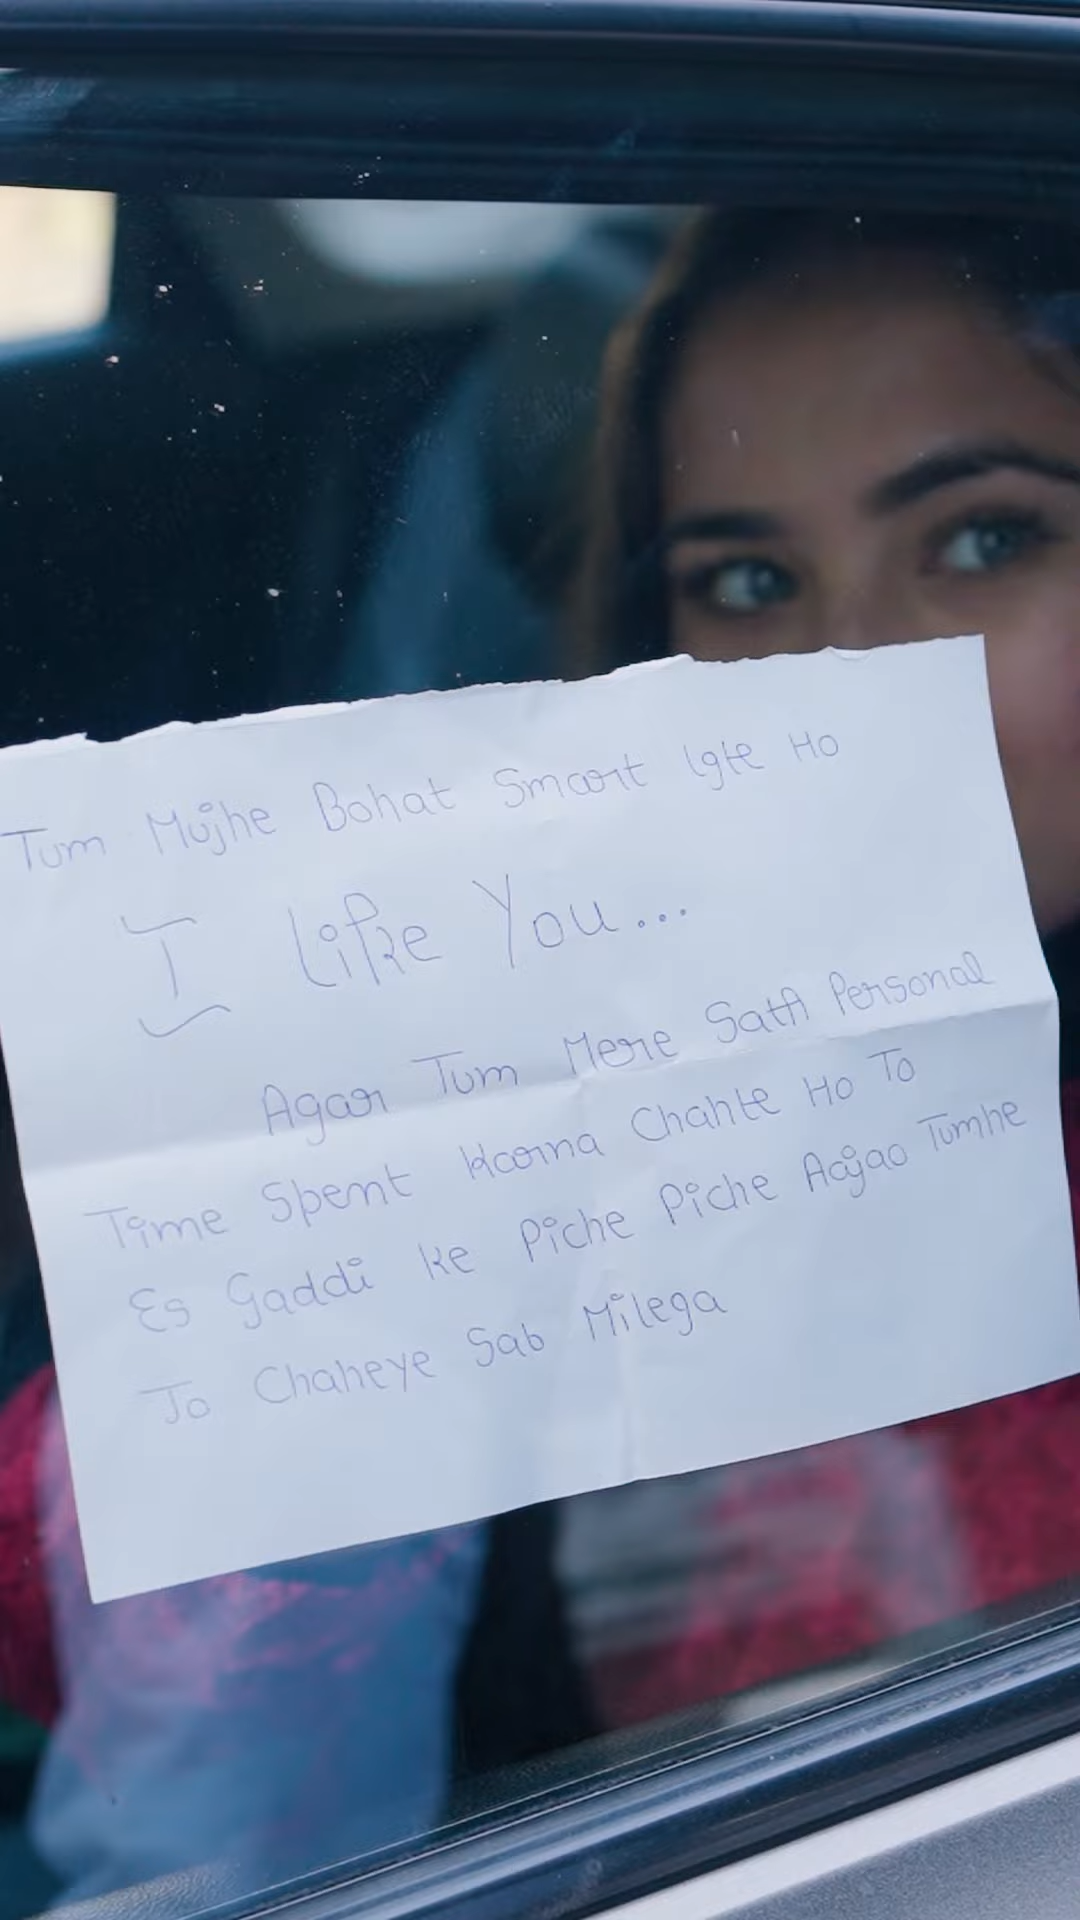 Tum Mujhe Bohat Smart lgte Ho
I like You...
Agar Tum Mere Sath Personal
Time Spent Karna Chahte Ho To
Es Gaddi ke Piche Piche Aajao Tumhe
Jo Chaheye Sab Milega